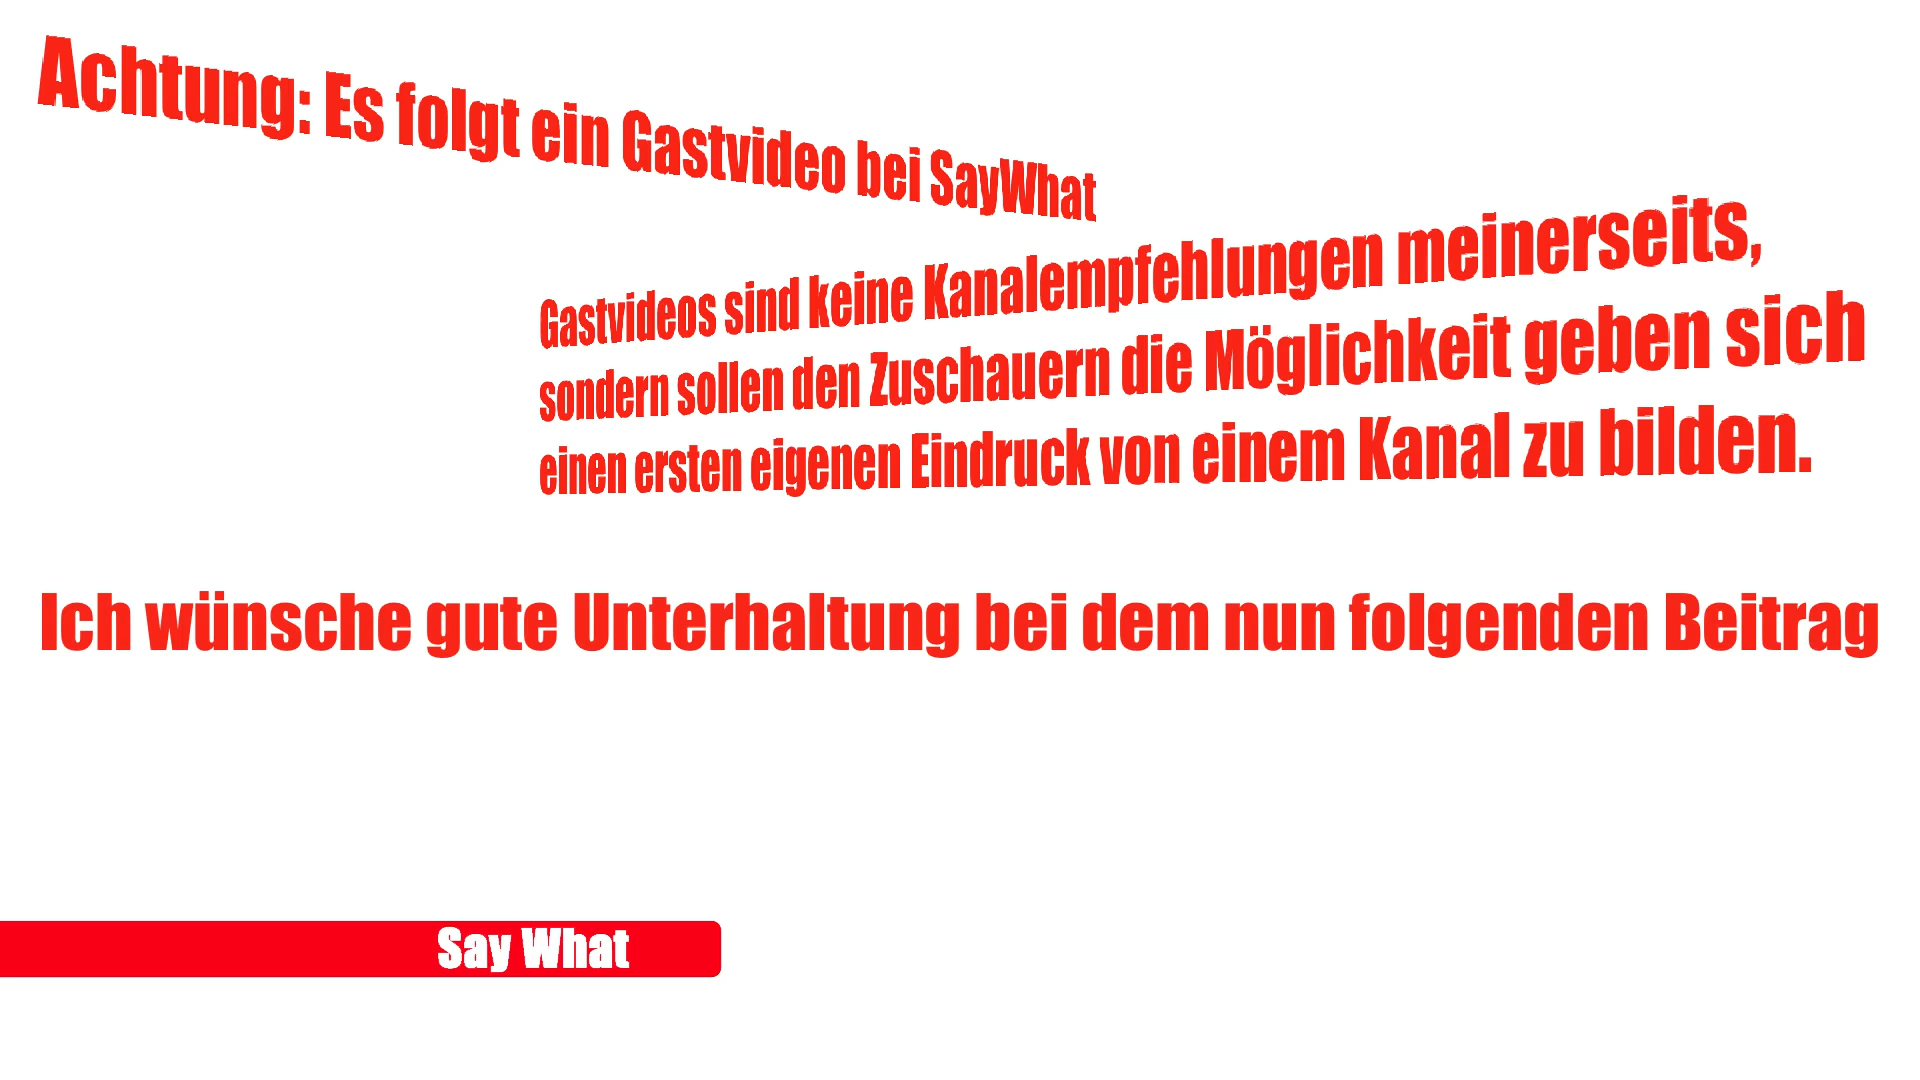 Achtung: Es folgt ein Gastvideo bei SayWhat
Gastvideos sind keine Kanalempfehlungen meinerseits,
sondern sollen den Zuschauern die Möglichkeit geben sich
einen ersten eigenen Eindruck von einem Kanal zu bilden.
Ich wünsche gute Unterhaltung bei dem nun folgenden Beitrag
Say What